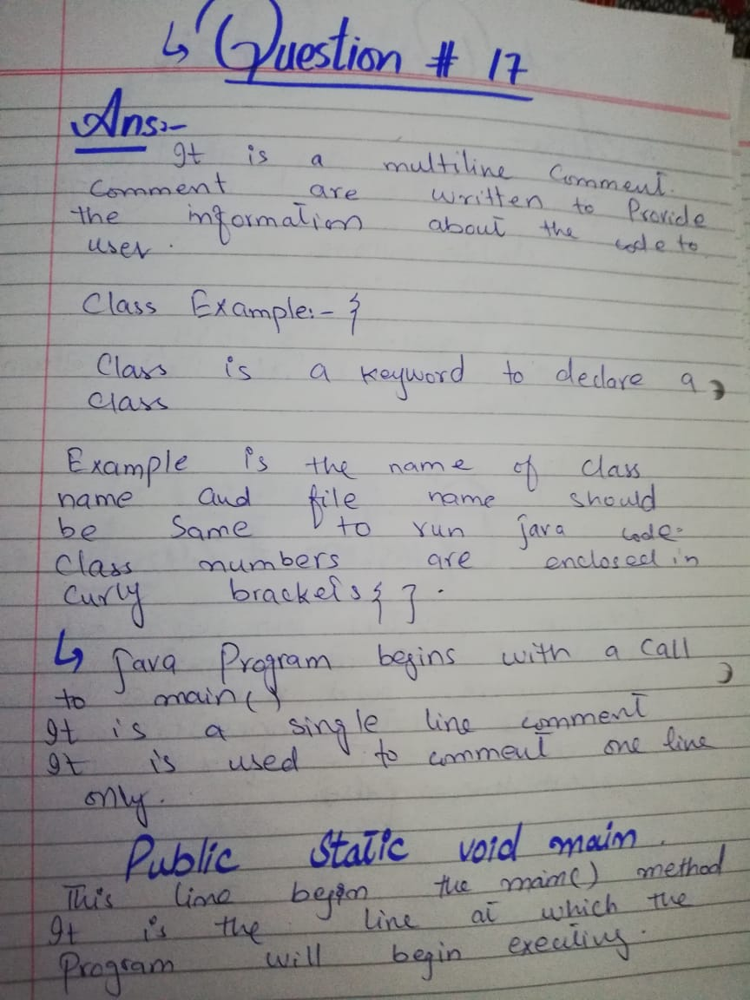 ↳ Question # 17
Ans:-
It is a multiline Comment.
Comment are written to Provide
the information about the code to
user.
Class Example:- {
Class is a keyword to declare a
class
Example is the name of class
name and file name should
be Same to run java code.
Class numbers are enclosed in
Curly brackets { }.
↳ Java Program begins with a Call
to main()
It is a single line comment
It is used to comment one line
only.
Public Static void main.
This line begin the main() method
It is the line at which the
Program will begin executing.